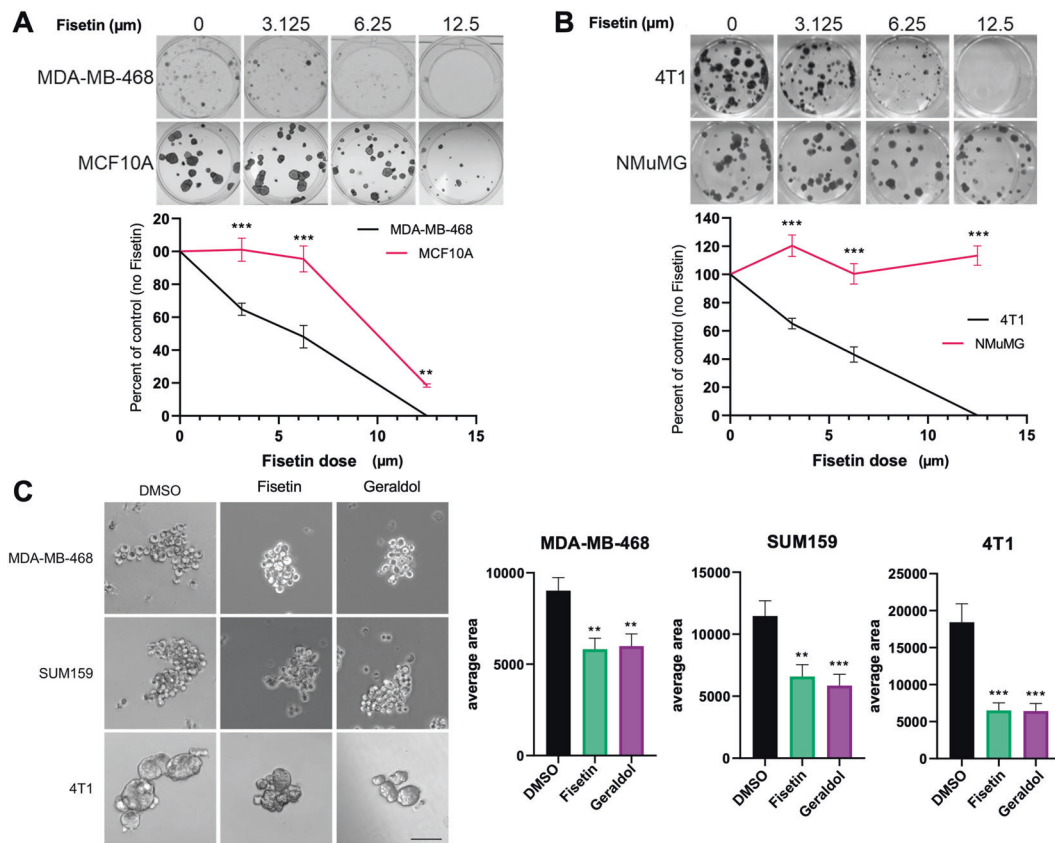 A
Fisetin (µm) 0 3.125 6.25 12.5
MDA-MB-468
MCF10A
Percent of control (no Fisetin)
00
100
80
60
40
20
0
*** *** **
MDA-MB-468
MCF10A
0 5 10 15
Fisetin dose (µm)
B
Fisetin (µm) 0 3.125 6.25 12.5
4T1
NMuMG
Percent of control (no Fisetin)
140
120
100
80
60
40
20
0
*** *** ***
4T1
NMuMG
0 5 10 15
Fisetin dose (µm)
C
DMSO Fisetin Geraldol
MDA-MB-468
SUM159
4T1
MDA-MB-468
average area
10000
5000
0
** **
DMSO Fisetin Geraldol
SUM159
average area
15000
10000
5000
0
** ***
DMSO Fisetin Geraldol
4T1
average area
25000
20000
15000
10000
5000
0
*** ***
DMSO Fisetin Geraldol